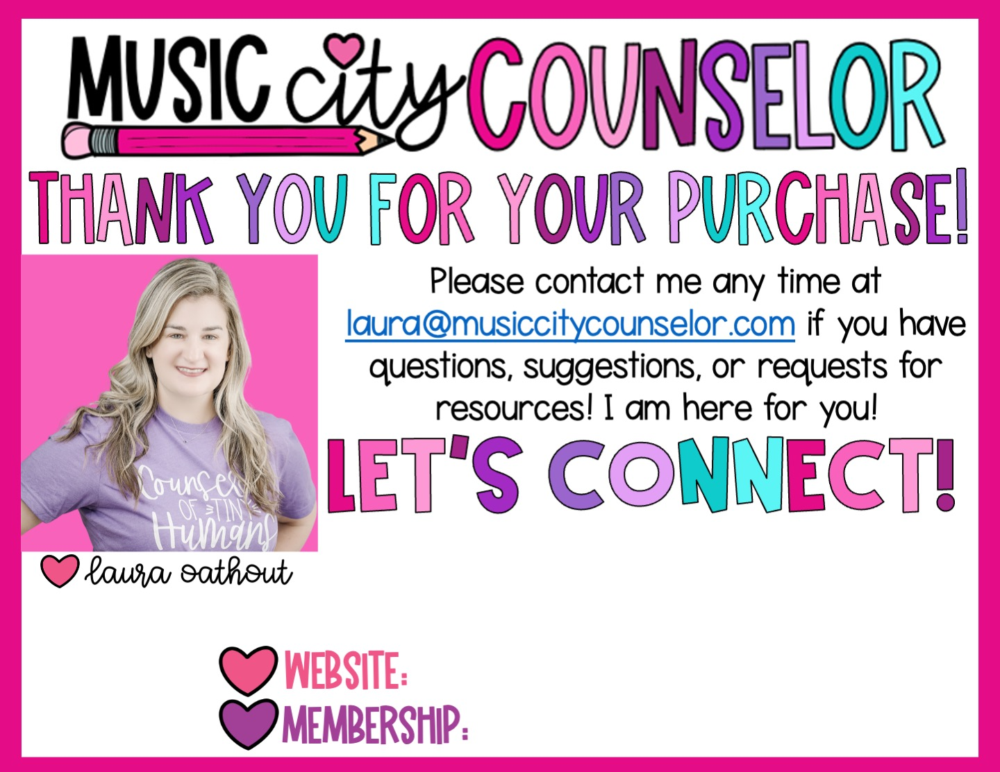 MUSIC city COUNSELOR
THANK YOU FOR YOUR PURCHASE!
Please contact me any time at
laura@musiccitycounselor.com if you have
questions, suggestions, or requests for
resources! I am here for you!
LET'S CONNECT!
Counse
OF TINY
Humans
laura oathout
WEBSITE:
MEMBERSHIP: